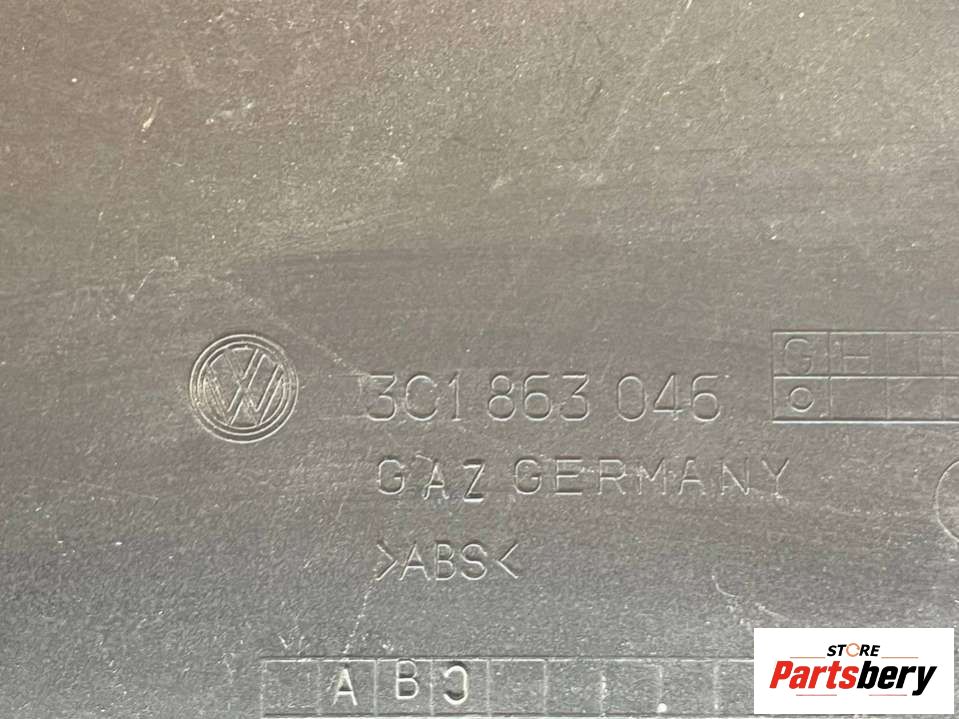 G H
3C1 863 046
O
GAZ GERMANY
>ABS<
A B C
STORE
Partsbery